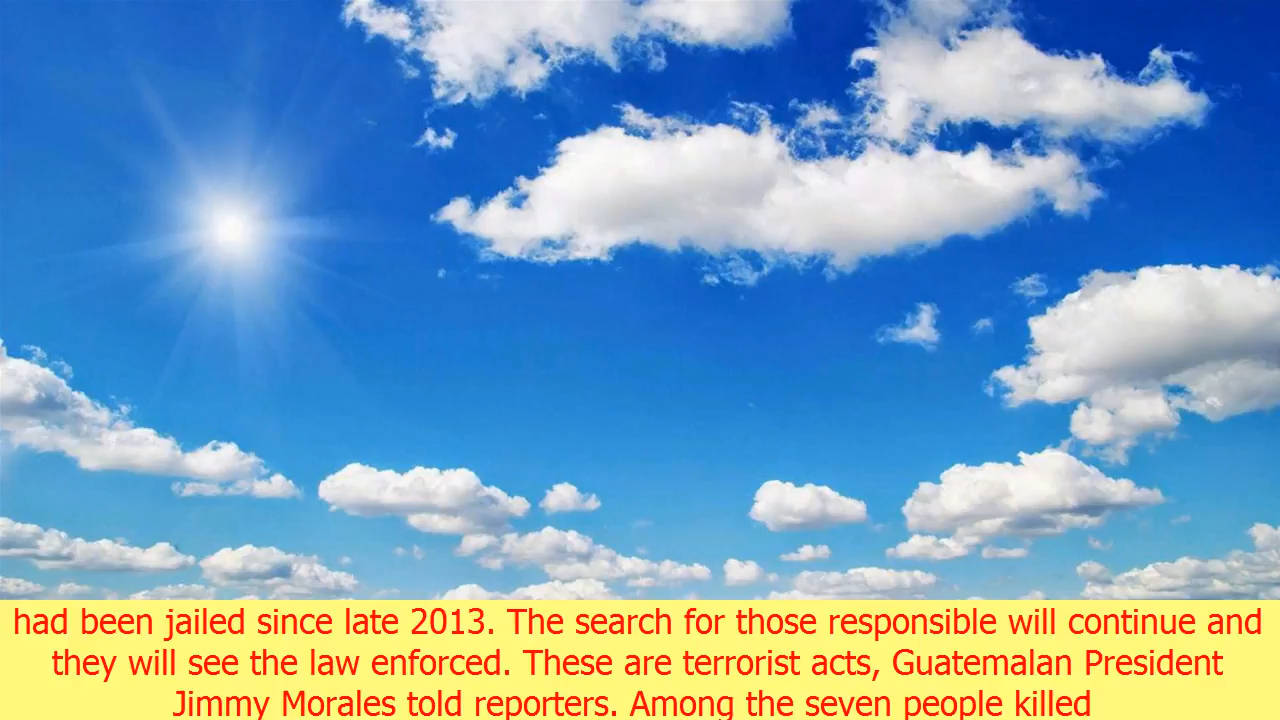 had been jailed since late 2013. The search for those responsible will continue and
they will see the law enforced. These are terrorist acts, Guatemalan President
Jimmy Morales told reporters. Among the seven people killed